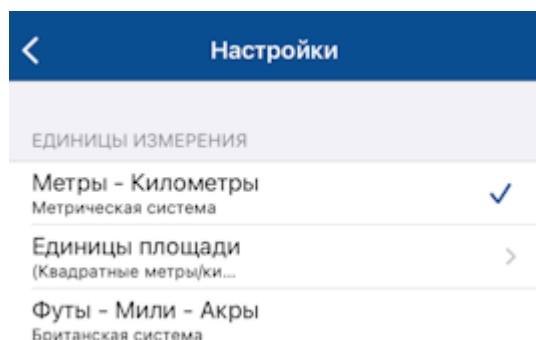 Настройки
ЕДИНИЦЫ ИЗМЕРЕНИЯ
Метры - Километры
Метрическая система
Единицы площади
(Квадратные метры/ки...
Футы - Мили - Акры
Британская система